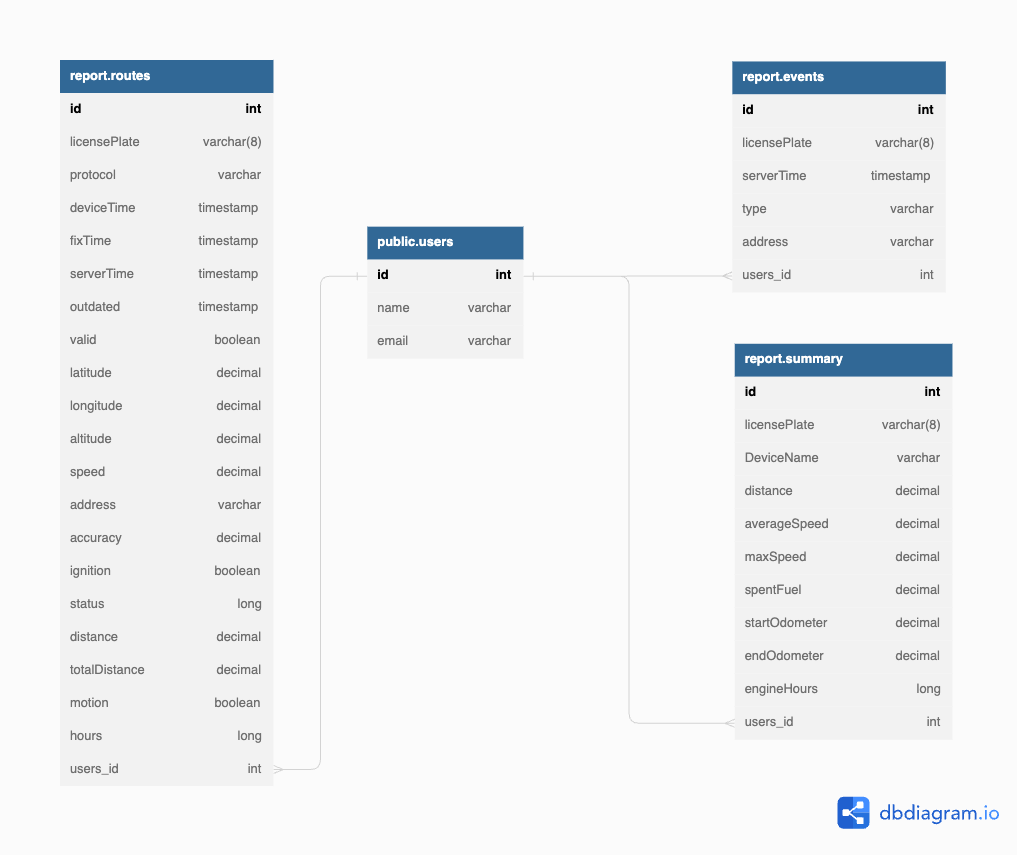 report.routes
id int
licensePlate varchar(8)
protocol varchar
deviceTime timestamp
fixTime timestamp
serverTime timestamp
outdated timestamp
valid boolean
latitude decimal
longitude decimal
altitude decimal
speed decimal
address varchar
accuracy decimal
ignition boolean
status long
distance decimal
totalDistance decimal
motion boolean
hours long
users_id int
public.users
id int
name varchar
email varchar
report.events
id int
licensePlate varchar(8)
serverTime timestamp
type varchar
address varchar
users_id int
report.summary
id int
licensePlate varchar(8)
DeviceName varchar
distance decimal
averageSpeed decimal
maxSpeed decimal
spentFuel decimal
startOdometer decimal
endOdometer decimal
engineHours long
users_id int
dbdiagram.io